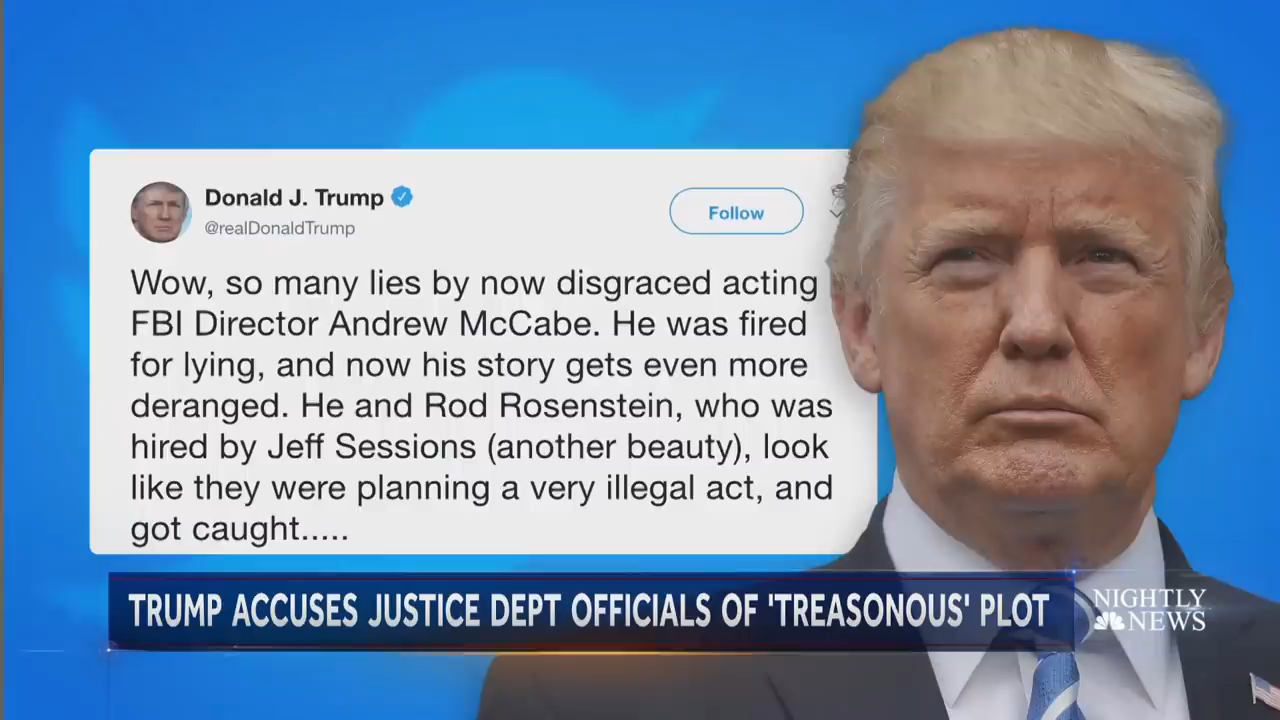 Donald J. Trump
@realDonaldTrump
Follow
Wow, so many lies by now disgraced acting
FBI Director Andrew McCabe. He was fired
for lying, and now his story gets even more
deranged. He and Rod Rosenstein, who was
hired by Jeff Sessions (another beauty), look
like they were planning a very illegal act, and
got caught.....
TRUMP ACCUSES JUSTICE DEPT OFFICIALS OF 'TREASONOUS' PLOT
NIGHTLY
NEWS